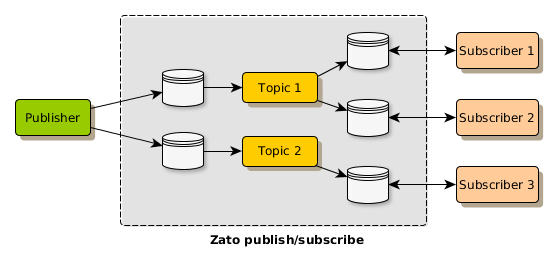 Publisher
Topic 1
Topic 2
Subscriber 1
Subscriber 2
Subscriber 3
Zato publish/subscribe